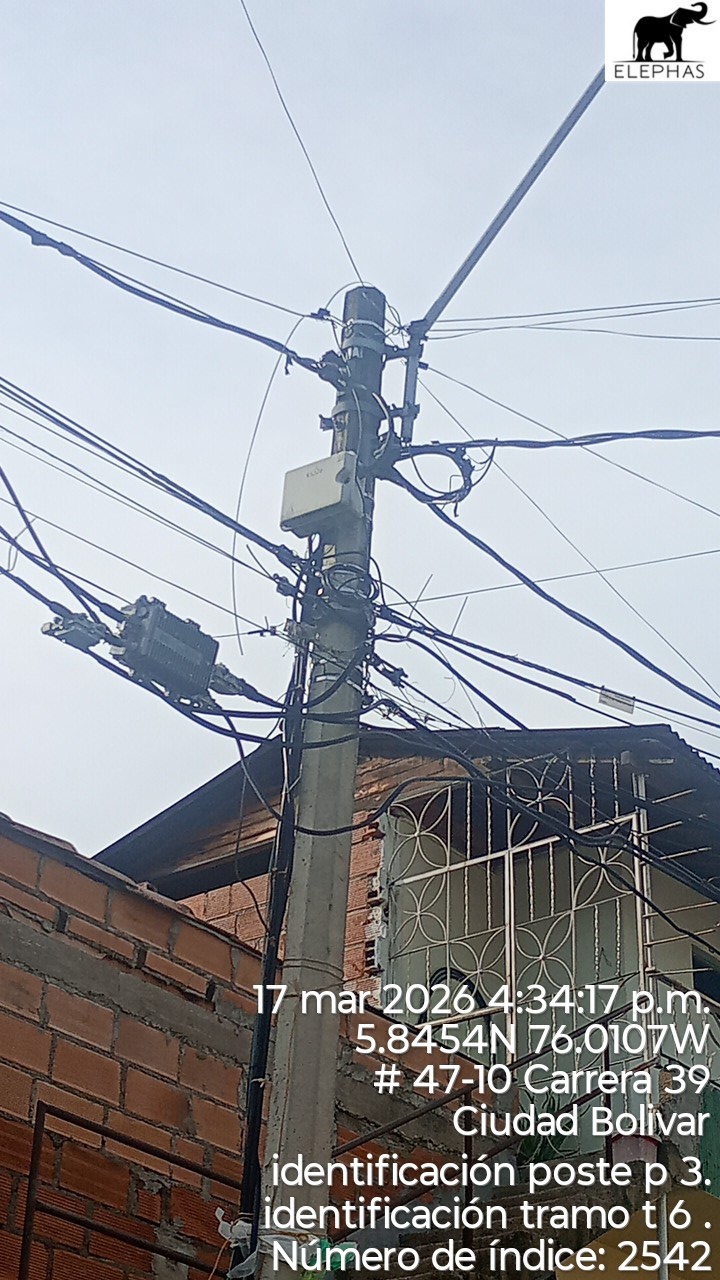 ELEPHAS
17 mar 2026 4:34:17 p.m.
5.8454N 76.0107W
# 47-10 Carrera 39
Ciudad Bolivar
identificación poste p 3.
identificación tramo t 6 .
Número de índice: 2542